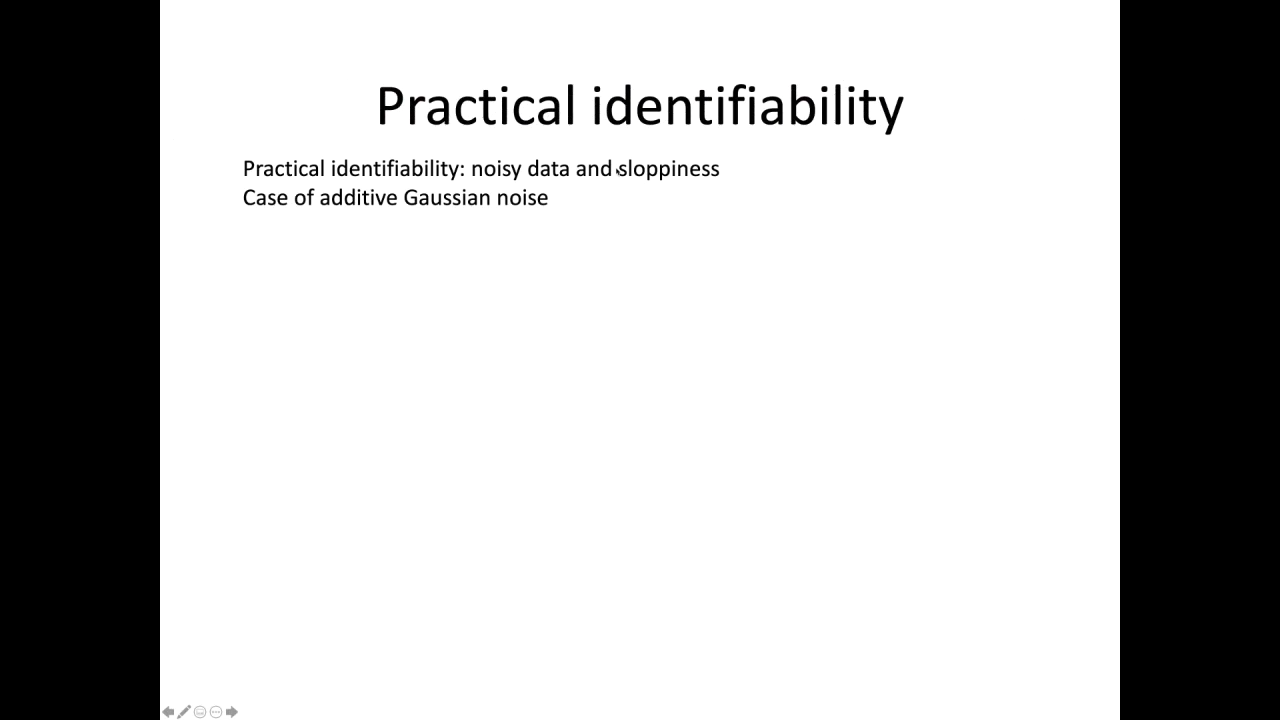 Practical identifiability
Practical identifiability: noisy data and sloppiness
Case of additive Gaussian noise